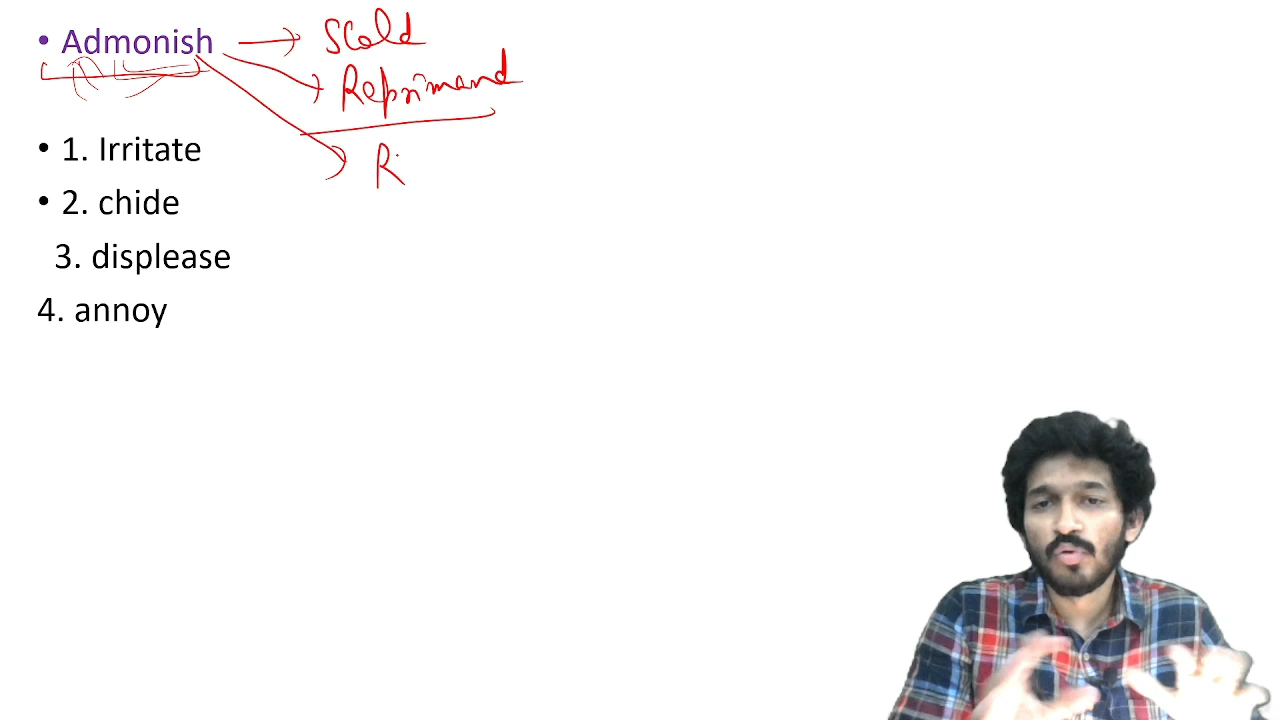 • Admonish → Scold
→ Reprimand
→ R
• 1. Irritate
• 2. chide
3. displease
4. annoy